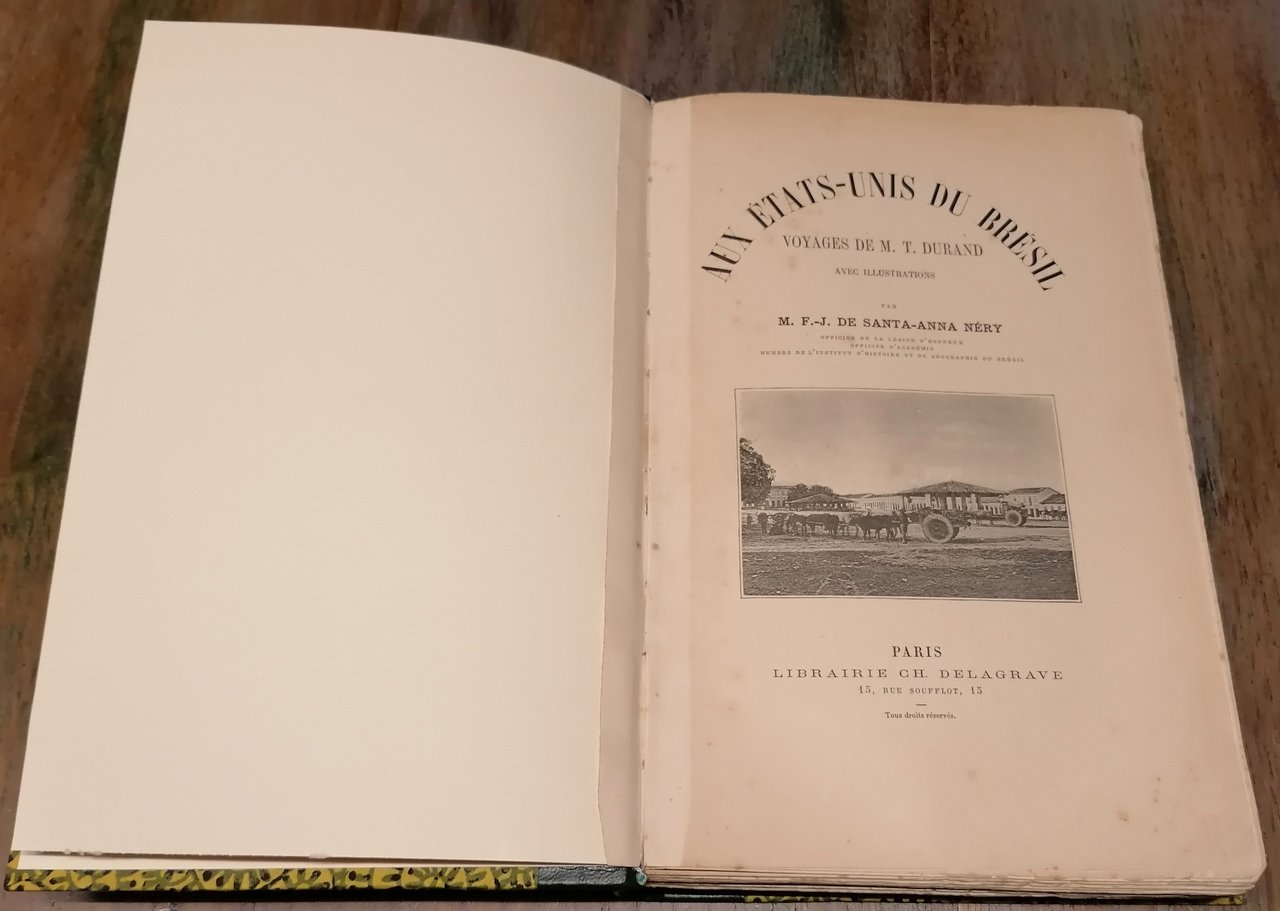 AUX ÉTATS-UNIS DU BRÉSIL
VOYAGES DE M. T. DURAND
AVEC ILLUSTRATIONS
PAR
M. F.-J. DE SANTA-ANNA NÉRY
OFFICIER DE LA LÉGION D'HONNEUR
OFFICIER D'ACADÉMIE
MEMBRE DE L'INSTITUT D'HISTOIRE ET DE GÉOGRAPHIE DU BRÉSIL
PARIS
LIBRAIRIE CH. DELAGRAVE
15, RUE SOUFFLOT, 15
Tous droits réservés.